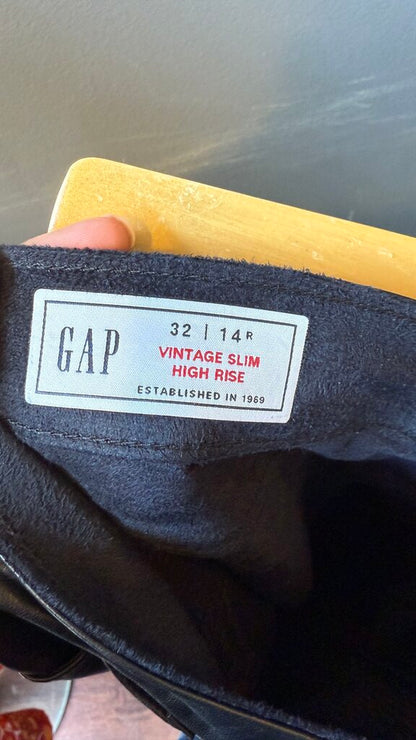 GAP
32 | 14R
VINTAGE SLIM
HIGH RISE
ESTABLISHED IN 1969